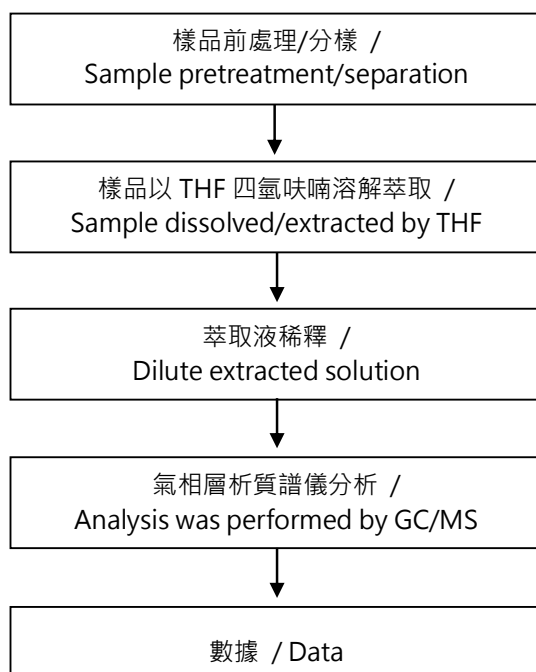 樣品前處理/分樣 /
Sample pretreatment/separation
樣品以 THF 四氫呋喃溶解萃取 /
Sample dissolved/extracted by THF
萃取液稀釋 /
Dilute extracted solution
氣相層析質譜儀分析 /
Analysis was performed by GC/MS
數據 / Data